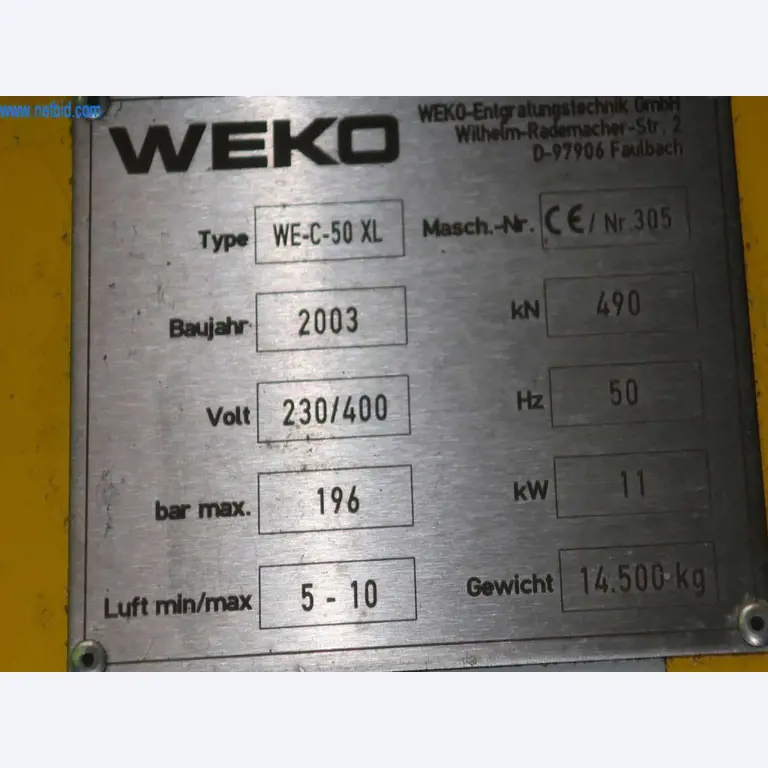 www.netbid.com
WEKO
WEKO-Entgratungstechnik GmbH
Wilhelm-Rademacher-Str. 2
D-97906 Faulbach
Type WE-C-50 XL Masch.-Nr. CE / Nr.305
Baujahr 2003 kN 490
Volt 230/400 Hz 50
bar max. 196 kW 11
Luft min/max 5 - 10 Gewicht 14.500 kg